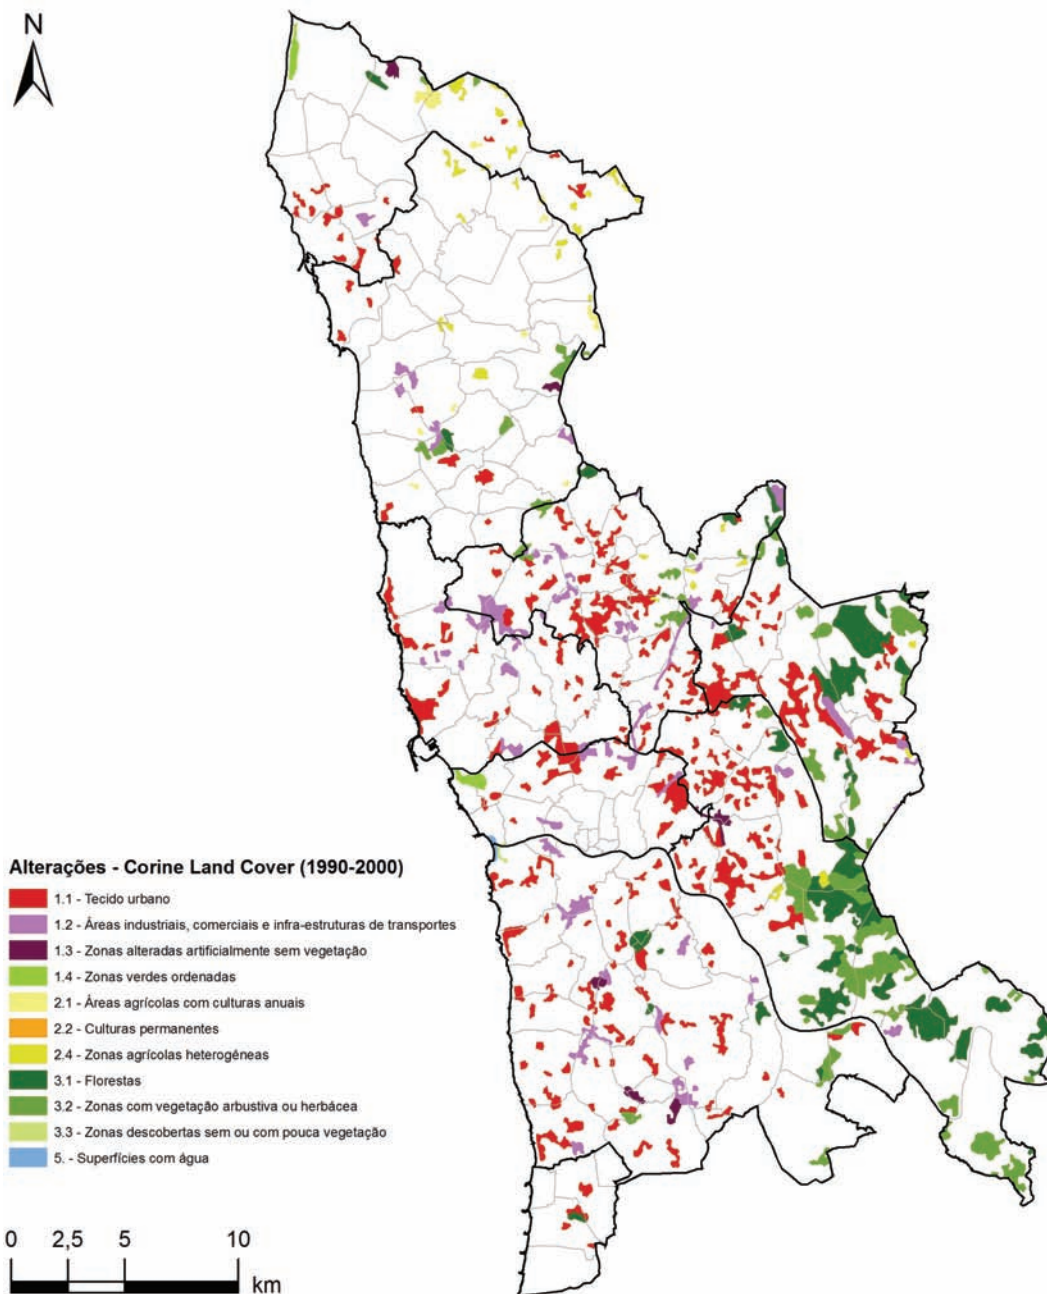 N
Alterações - Corine Land Cover (1990-2000)
1.1 - Tecido urbano
1.2 - Áreas industriais, comerciais e infra-estruturas de transportes
1.3 - Zonas alteradas artificialmente sem vegetação
1.4 - Zonas verdes ordenadas
2.1 - Áreas agrícolas com culturas anuais
2.2 - Culturas permanentes
2.4 - Zonas agrícolas heterogêneas
3.1 - Florestas
3.2 - Zonas com vegetação arbustiva ou herbácea
3.3 - Zonas descobertas sem ou com pouca vegetação
5. - Superfícies com água
0 2,5 5 10
km